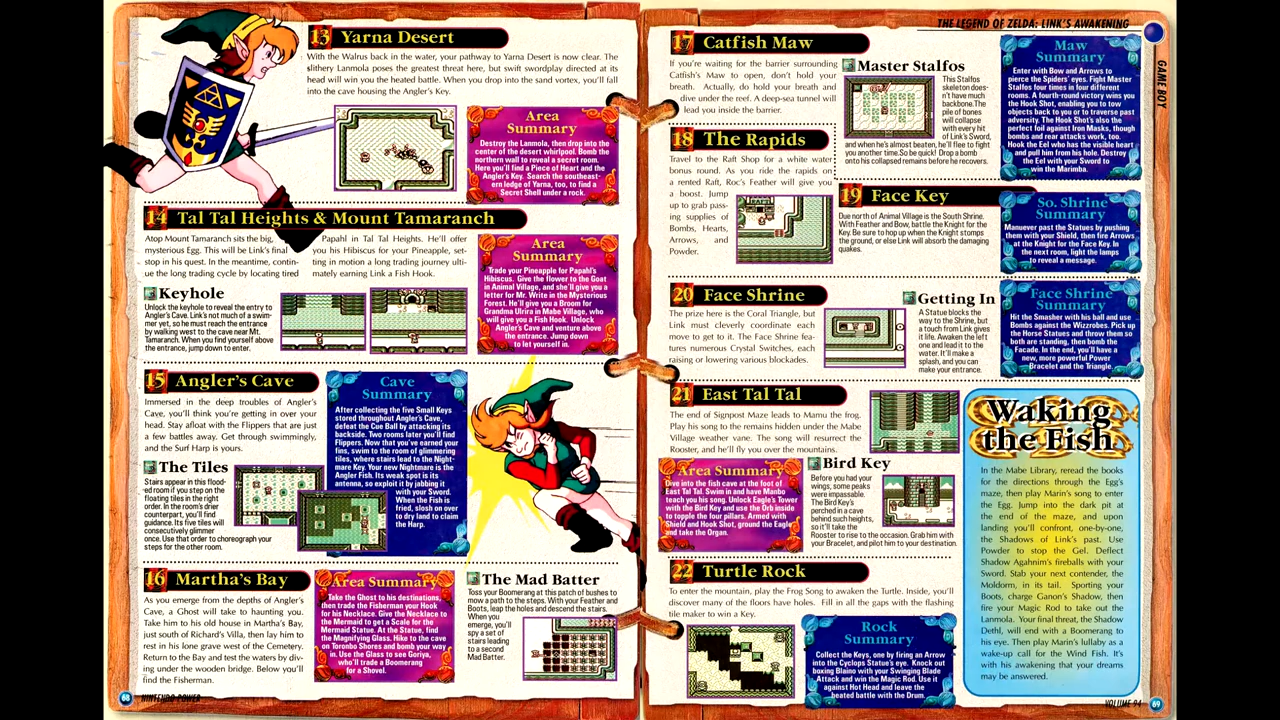 13 Yarna Desert
With the Walrus back in the water, your pathway to Yarna Desert is now clear. The
slithery Lanmola poses the greatest threat here, but swift swordplay directed at its
head will win you the heated battle. When you drop into the sand vortex, you'll fall
into the cave housing the Angler's Key.
Area
Summary
Destroy the Lanmola, then drop into the
center of the desert whirlpool. Bomb the
northern wall to reveal a secret room.
Here you'll find a Piece of Heart and the
Angler's Key. Search the southeast-
ern ledge of Yarna, too, to find a
Secret Shell under a rock.
14 Tal Tal Heights & Mount Tamaranch
Atop Mount Tamaranch sits the big,
mysterious Egg. This will be Link's final
stop in his quest. In the meantime, contin-
ue the long trading cycle by locating tired
Papahl in Tal Tal Heights. He'll offer
you his Hibiscus for your Pineapple, set-
ting in motion a long trading journey ulti-
mately earning Link a Fish Hook.
Keyhole
Unlock the keyhole to reveal the entry to
Angler's Cave. Link's not much of a swim-
mer yet, so he must reach the entrance
by walking west to the cave near Mt.
Tamaranch. When you find yourself above
the entrance, jump down to enter.
Area
Summary
Trade your Pineapple for Papahl's
Hibiscus. Give the flower to the Goat
in Animal Village, and she'll give you a
letter for Mr. Write in the Mysterious
Forest. He'll give you a Broom for
Grandma Ulrira in Mabe Village, who
will give you a Fish Hook. Unlock
Angler's Cave and venture above
the entrance. Jump down
to let yourself in.
15 Angler's Cave
Immersed in the deep troubles of Angler's
Cave, you'll think you're getting in over your
head. Stay afloat with the Flippers that are just
a few battles away. Get through swimmingly,
and the Surf Harp is yours.
The Tiles
Stairs appear in this flood-
ed room if you step on the
floating tiles in the right
order. In the room's drier
counterpart, you'll find
guidance. Its five tiles will
consecutively glimmer
once. Use that order to choreograph your
steps for the other room.
Cave
Summary
After collecting the five Small Keys
stored throughout Angler's Cave,
defeat the Cue Ball by attacking its
backside. Two rooms later you'll find
Flippers. Now that you've earned your
fins, swim to the room of glimmering
tiles, where stairs lead to the Night-
mare Key. Your new Nightmare is the
Angler Fish. Its weak spot is its
antenna, so exploit it by jabbing it
with your Sword.
When the Fish is
fried, slosh on over
to dry land to claim
the Harp.
16 Martha's Bay
As you emerge from the depths of Angler's
Cave, a Ghost will take to haunting you.
Take him to his old house in Martha's Bay,
just south of Richard's Villa, then lay him to
rest in his lone grave west of the Cemetery.
Return to the Bay and test the waters by div-
ing under the wooden bridge. Below you'll
find the Fisherman.
Area Summary
Take the Ghost to his destinations,
then trade the Fisherman your Hook
for his Necklace. Give the Necklace to
the Mermaid to get a Scale for the
Mermaid Statue. At the Statue, find
the Magnifying Glass. Hike to the cave
on Toronbo Shores and bomb your way
in. Use the Glass to see Goriya,
who'll trade a Boomerang
for a Shovel.
The Mad Batter
Toss your Boomerang at this patch of bushes to
mow a path to the steps. With your Feather and
Boots, leap the holes and descend the stairs.
When you
emerge, you'll
spy a set of
stairs leading
to a second
Mad Batter.
68 NINTENDO POWER
THE LEGEND OF ZELDA: LINK'S AWAKENING
GAME BOY
17 Catfish Maw
If you're waiting for the barrier surrounding
Catfish's Maw to open, don't hold your
breath. Actually, do hold your breath and
dive under the reef. A deep-sea tunnel will
lead you inside the barrier.
Master Stalfos
This Stalfos
skeleton does-
n't have much
backbone. The
pile of bones
will collapse
with every hit
of Link's Sword,
and when he's almost beaten, he'll flee to fight
you another time. So be quick! Drop a bomb
onto his collapsed remains before he recovers.
Maw
Summary
Enter with Bow and Arrows to
pierce the Spiders' eyes. Fight Master
Stalfos four times in four different
rooms. A fourth-round victory wins you
the Hook Shot, enabling you to tow
objects back to you or to traverse past
adversity. The Hook Shot's also the
perfect foil against Iron Masks, though
bombs and rear attacks work, too.
Hook the Eel who has the visible heart
and pull him from his hole. Destroy
the Eel with your Sword to
win the Marimba.
18 The Rapids
Travel to the Raft Shop for a white water
bonus round. As you ride the rapids on
a rented Raft, Roc's Feather will give you
a boost. Jump
up to grab pass-
ing supplies of
Bombs, Hearts,
Arrows, and
Powder.
19 Face Key
Due north of Animal Village is the South Shrine.
With Feather and Bow, battle the Knight for the
Key. Be sure to hop up when the Knight stomps
the ground, or else Link will absorb the damaging
quakes.
So. Shrine
Summary
Manuever past the Statues by pushing
them with your Shield, then fire Arrows
at the Knight for the Face Key. In
the next room, light the lamps
to reveal a message.
20 Face Shrine
The prize here is the Coral Triangle, but
Link must cleverly coordinate each
move to get to it. The Face Shrine fea-
tures numerous Crystal Switches, each
raising or lowering various blockades.
Getting In
A Statue blocks the
way to the Shrine, but
a touch from Link gives
it life. Awaken the left
one and lead it to the
water. It'll make a
splash, and you can
make your entrance.
Face Shrine
Summary
Hit the Smasher with his ball and use
Bombs against the Wizzrobes. Pick up
the Horse Statues and throw them so
both are standing, then bomb the
Facade. In the end, you'll have a
new, more powerful Power
Bracelet and the Triangle.
21 East Tal Tal
The end of Signpost Maze leads to Mamu the frog.
Play his song to the remains hidden under the Mabe
Village weather vane. The song will resurrect the
Rooster, and he'll fly you over the mountains.
Area Summary
Dive into the fish cave at the foot of
East Tal Tal. Swim in and have Manbo
teach you his song. Unlock Eagle's Tower
with the Bird Key and use the Orb inside
to topple the four pillars. Armed with
Shield and Hook Shot, ground the Eagle
and take the Organ.
Bird Key
Before you had your
wings, some peaks
were impassable.
The Bird Key's
perched in a cave
behind such heights,
so it'll take the
Rooster to rise to the occasion. Grab him with
your Bracelet, and pilot him to your destination.
22 Turtle Rock
To enter the mountain, play the Frog Song to awaken the Turtle. Inside, you'll
discover many of the floors have holes. Fill in all the gaps with the flashing
tile maker to win a Key.
Rock
Summary
Collect the Keys, one by firing an Arrow
into the Cyclops Statue's eye. Knock out
boxing Blaino with your Swinging Blade
Attack and win the Magic Rod. Use it
against Hot Head and leave the
heated battle with the Drum.
Waking
the Fish
In the Mabe Library, reread the books
for the directions through the Egg's
maze, then play Marin's song to enter
the Egg. Jump into the dark pit at
the end of the maze, and upon
landing you'll confront, one-by-one,
the Shadows of Link's past. Use
Powder to stop the Gel. Deflect
Shadow Agahnim's fireballs with your
Sword. Stab your next contender, the
Moldorm, in its tail. Sporting your
Boots, charge Ganon's Shadow, then
fire your Magic Rod to take out the
Lanmola. Your final threat, the Shadow
Dethl, will end with a Boomerang to
his eye. Then play Marin's lullaby as a
wake-up call for the Wind Fish. It's
with his awakening that your dreams
may be answered.
VOLUME 94 69